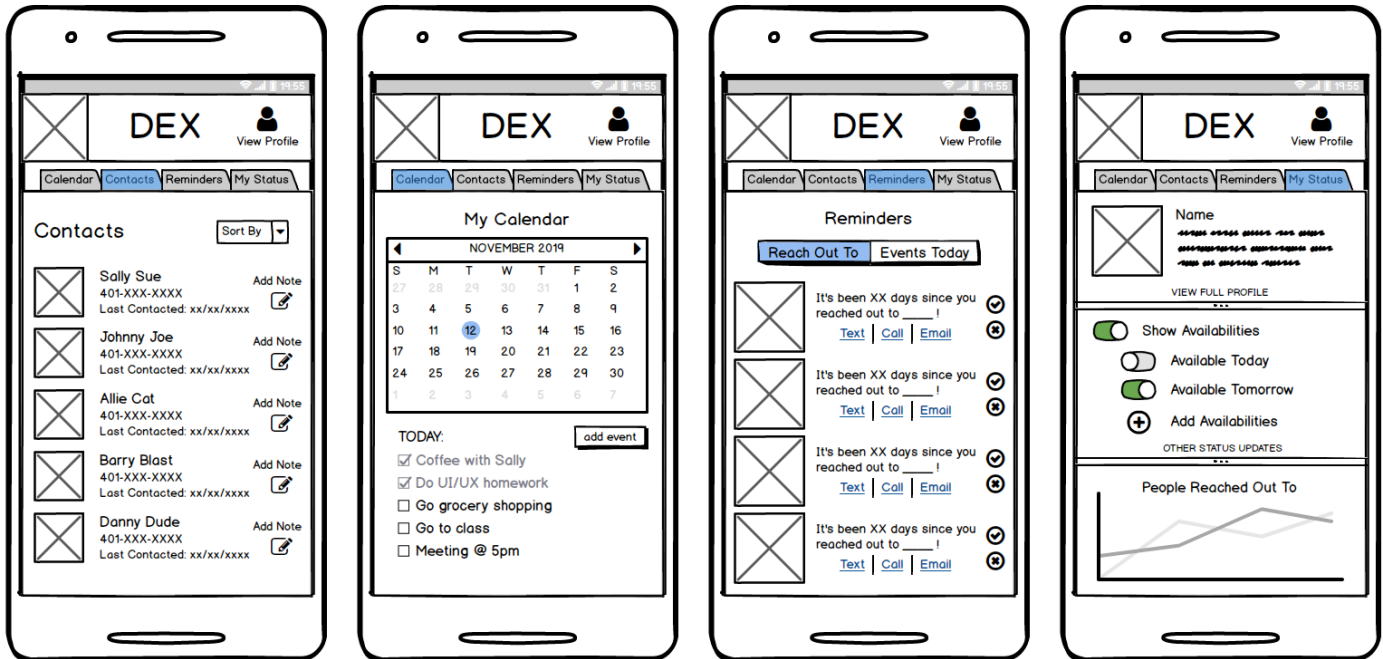 19:55
DEX
View Profile
Calendar Contacts Reminders My Status
Contacts
Sort By
Sally Sue
401-XXX-XXXX
Last Contacted: xx/xx/xxxx
Add Note
Johnny Joe
401-XXX-XXXX
Last Contacted: xx/xx/xxxx
Add Note
Allie Cat
401-XXX-XXXX
Last Contacted: xx/xx/xxxx
Add Note
Barry Blast
401-XXX-XXXX
Last Contacted: xx/xx/xxxx
Add Note
Danny Dude
401-XXX-XXXX
Last Contacted: xx/xx/xxxx
Add Note
19:55
DEX
View Profile
Calendar Contacts Reminders My Status
My Calendar
NOVEMBER 2019
S M T W T F S
27 28 29 30 31 1 2
3 4 5 6 7 8 9
10 11 12 13 14 15 16
17 18 19 20 21 22 23
24 25 26 27 28 29 30
1 2 3 4 5 6 7
TODAY:
add event
Coffee with Sally
Do UI/UX homework
Go grocery shopping
Go to class
Meeting @ 5pm
19:55
DEX
View Profile
Calendar Contacts Reminders My Status
Reminders
Reach Out To Events Today
It's been XX days since you
reached out to ____ !
Text Call Email
It's been XX days since you
reached out to ____ !
Text Call Email
It's been XX days since you
reached out to ____ !
Text Call Email
It's been XX days since you
reached out to ____ !
Text Call Email
19:55
DEX
View Profile
Calendar Contacts Reminders My Status
Name
VIEW FULL PROFILE
Show Availabilities
Available Today
Available Tomorrow
Add Availabilities
OTHER STATUS UPDATES
People Reached Out To